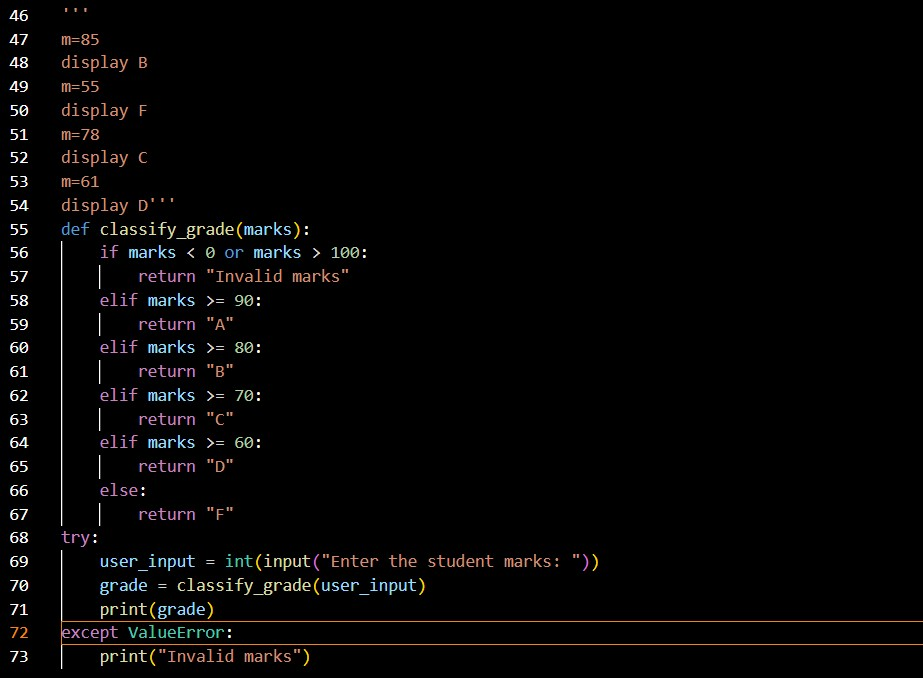 46 '''
47 m=85
48 display B
49 m=55
50 display F
51 m=78
52 display C
53 m=61
54 display D'''
55 def classify_grade(marks):
56     if marks < 0 or marks > 100:
57         return "Invalid marks"
58     elif marks >= 90:
59         return "A"
60     elif marks >= 80:
61         return "B"
62     elif marks >= 70:
63         return "C"
64     elif marks >= 60:
65         return "D"
66     else:
67         return "F"
68 try:
69     user_input = int(input("Enter the student marks: "))
70     grade = classify_grade(user_input)
71     print(grade)
72 except ValueError:
73     print("Invalid marks")